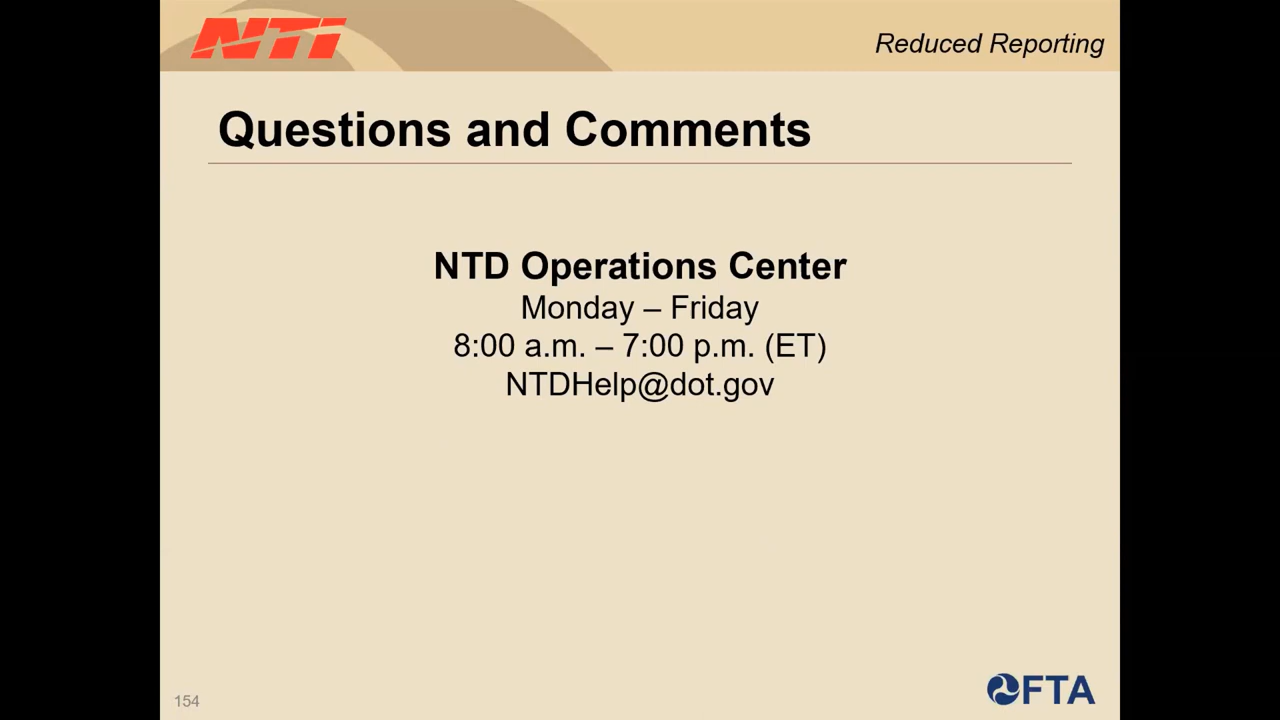 NTI
Reduced Reporting
Questions and Comments
NTD Operations Center
Monday – Friday
8:00 a.m. – 7:00 p.m. (ET)
NTDHelp@dot.gov
154
FTA